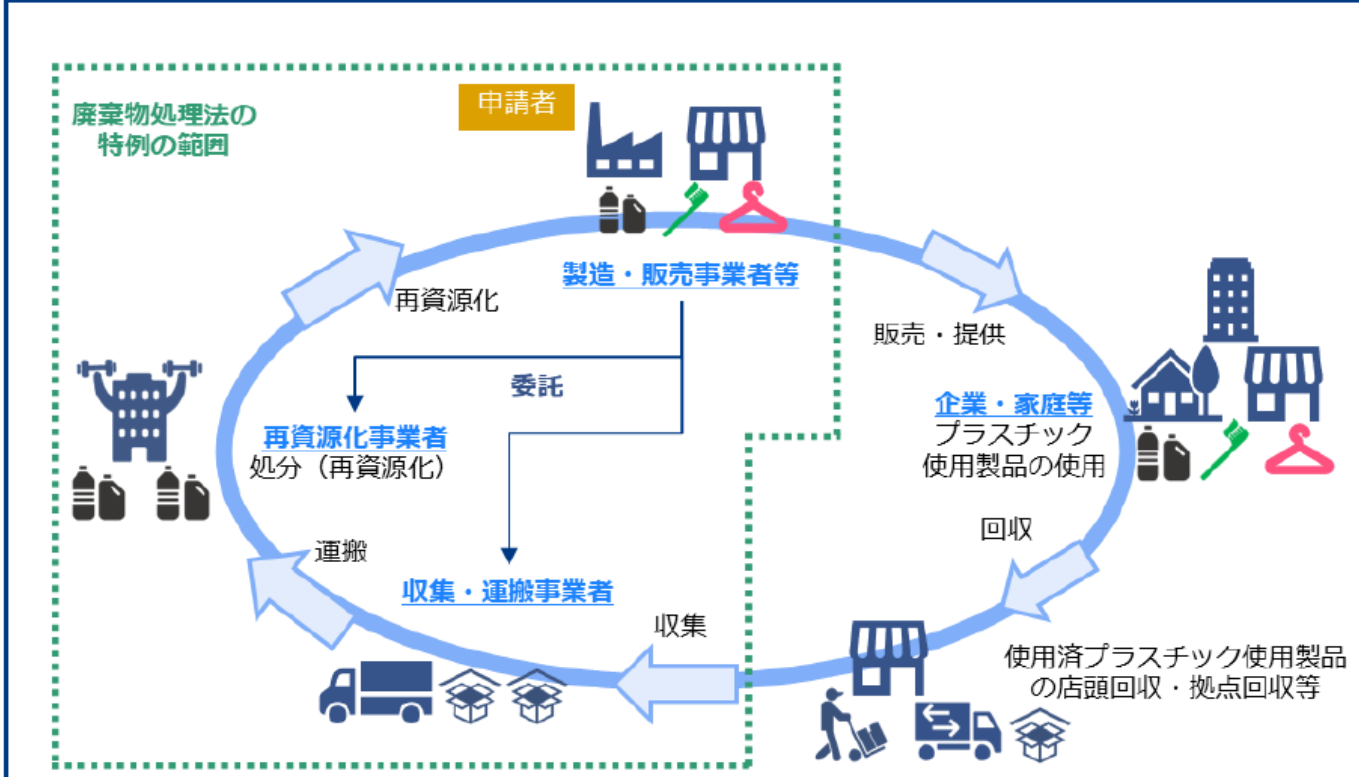 廃棄物処理法の
特例の範囲
申請者
製造・販売事業者等
再資源化
販売・提供
委託
企業・家庭等
プラスチック
使用製品の使用
再資源化事業者
処分（再資源化）
回収
運搬
収集・運搬事業者
収集
使用済プラスチック使用製品
の店頭回収・拠点回収等